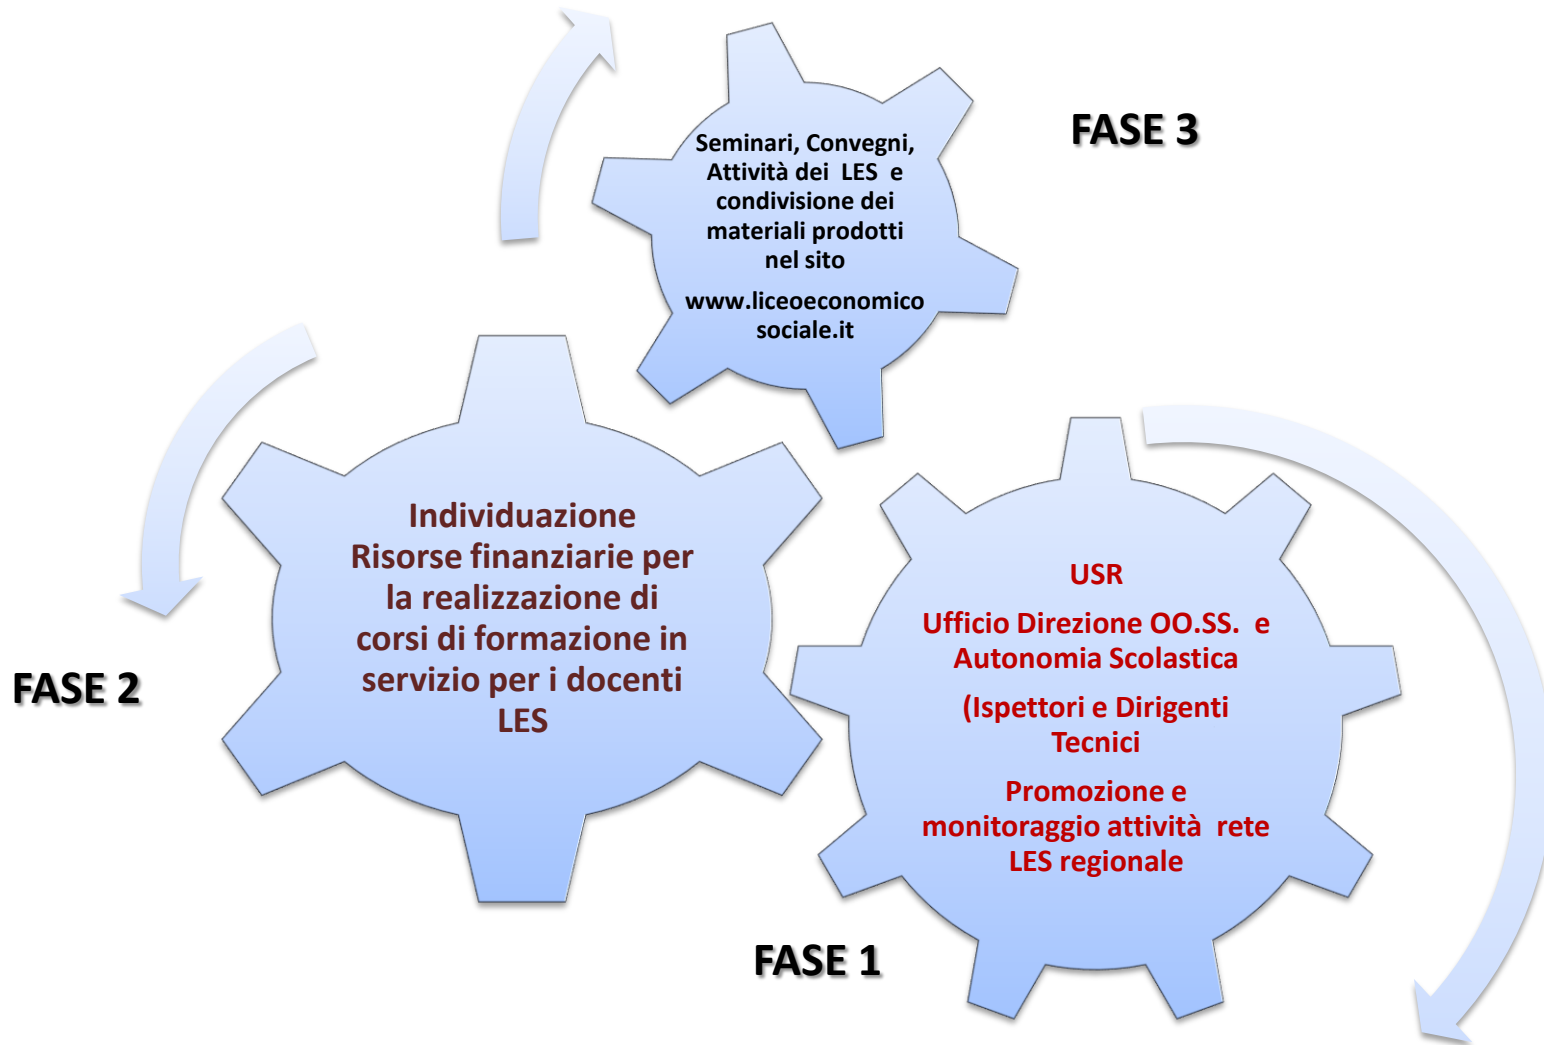 FASE 3
Seminari, Convegni,
Attività dei LES e
condivisione dei
materiali prodotti
nel sito
www.liceoeconomico
sociale.it
FASE 2
Individuazione
Risorse finanziarie per
la realizzazione di
corsi di formazione in
servizio per i docenti
LES
FASE 1
USR
Ufficio Direzione OO.SS. e
Autonomia Scolastica
(Ispettori e Dirigenti
Tecnici
Promozione e
monitoraggio attività rete
LES regionale